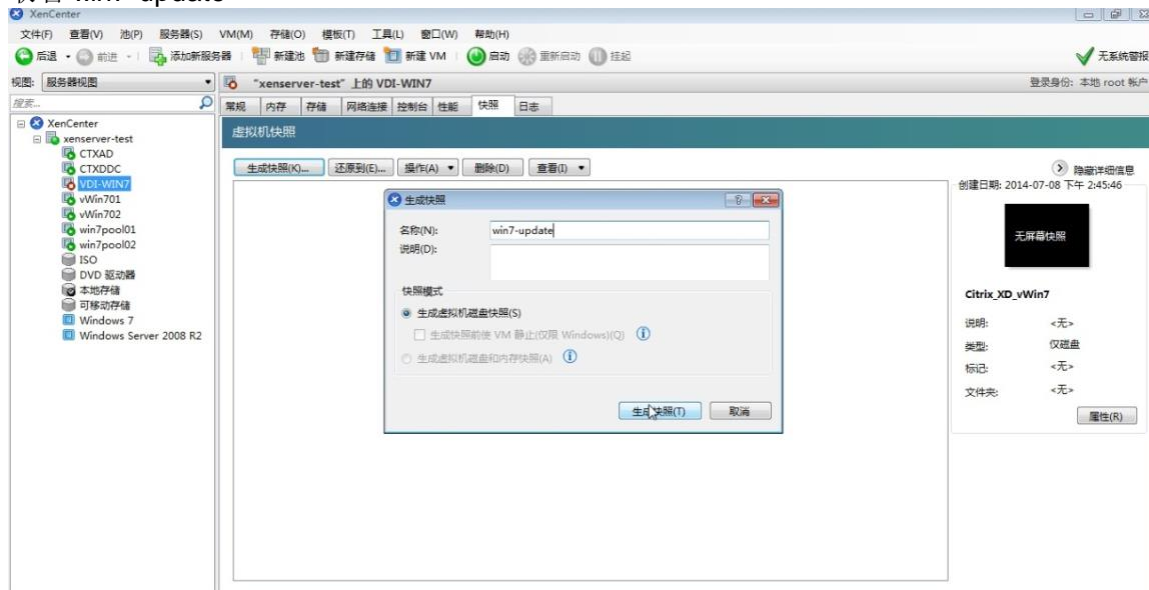 win7-update
XenCenter
文件(F) 查看(V) 池(P) 服务器(S) VM(M) 存储(O) 模板(T) 工具(L) 窗口(W) 帮助(H)
后退 前进 添加新服务器 新建池 新建存储 新建 VM 启动 重新启动 挂起 无系统警报
视图: 服务器视图 "xenserver-test" 上的 VDI-WIN7 登录身份: 本地 root 帐户
搜索... 常规 内存 存储 网络连接 控制台 性能 快照 日志
XenCenter
xenserver-test
CTXAD
CTXDDC
VDI-WIN7
vWin701
vWin702
win7pool01
win7pool02
ISO
DVD 驱动器
本地存储
可移动存储
Windows 7
Windows Server 2008 R2
虚拟机快照
生成快照(K)... 还原到(E)... 操作(A) 删除(D) 查看(I) 隐藏详细信息
生成快照
名称(N): win7-update
说明(D):
快照模式
生成虚拟机磁盘快照(S)
生成快照前使 VM 静止(仅限 Windows)(Q)
生成虚拟机磁盘和内存快照(A)
生成快照(T) 取消
创建日期: 2014-07-08 下午 2:45:46
无屏幕快照
Citrix_XD_vWin7
说明: <无>
类型: 仅磁盘
标记: <无>
文件夹: <无>
属性(R)